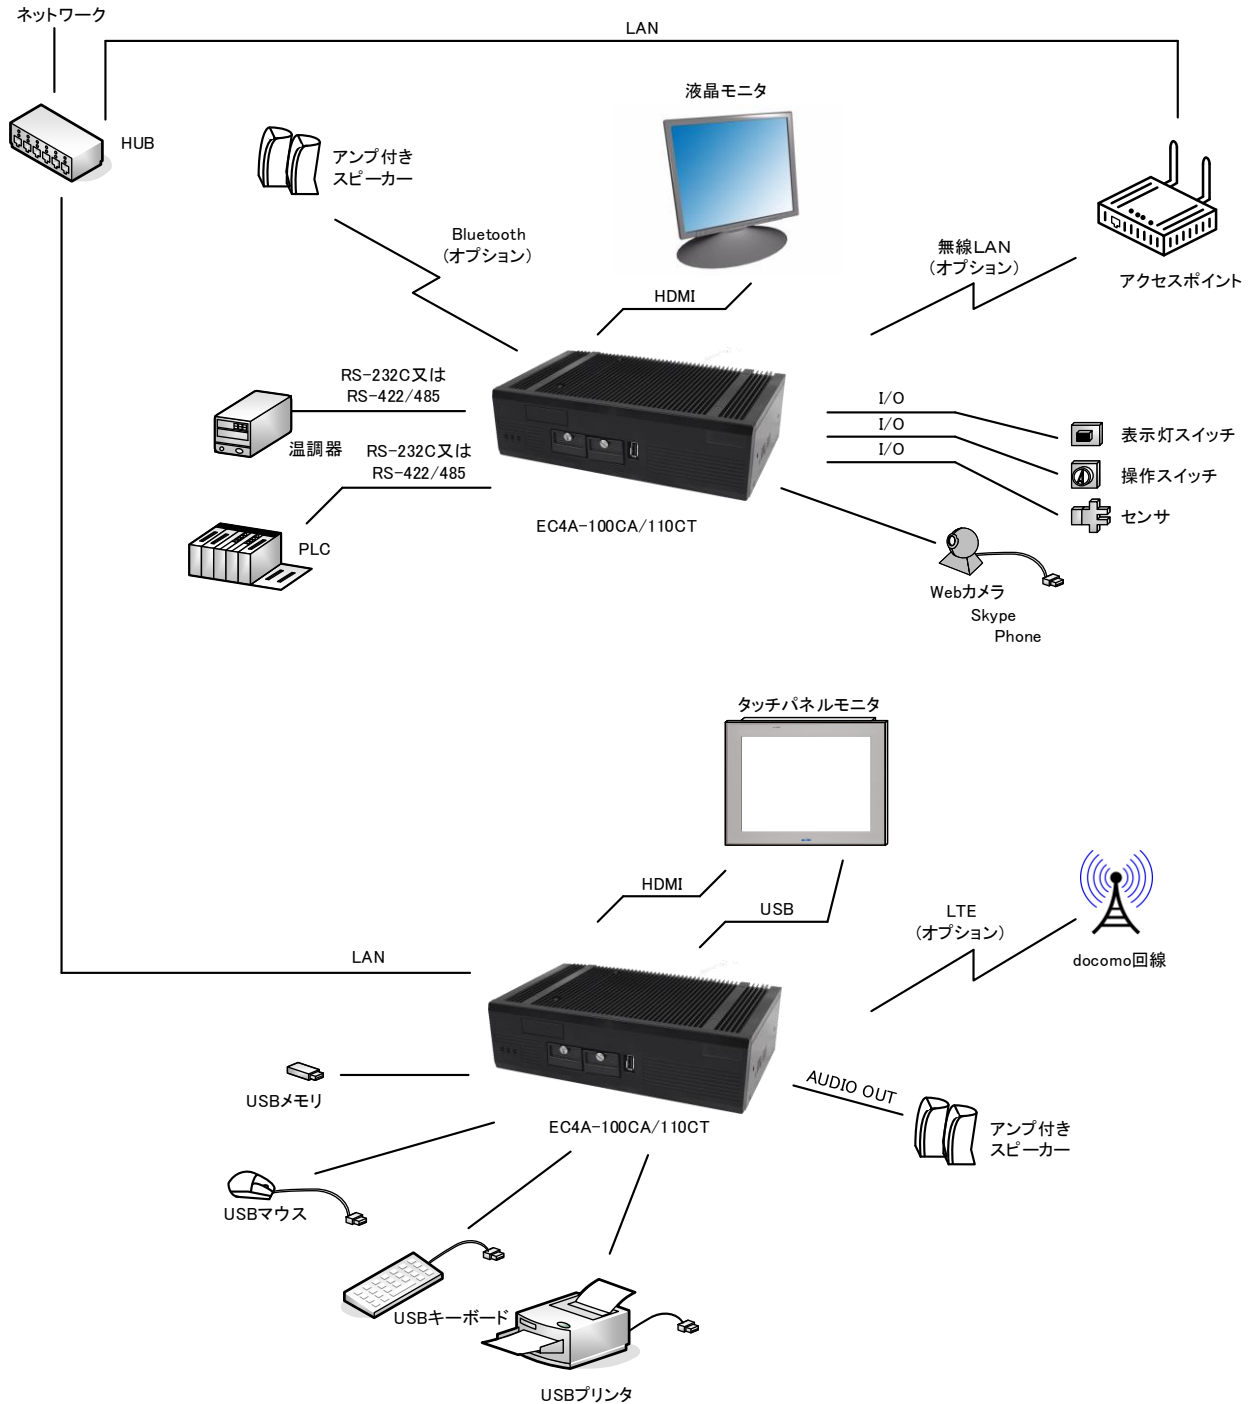 ネットワーク
LAN
HUB
アンプ付き
スピーカー
液晶モニタ
Bluetooth
(オプション)
HDMI
無線LAN
(オプション)
アクセスポイント
RS-232C又は
RS-422/485
温調器
RS-232C又は
RS-422/485
PLC
EC4A-100CA/110CT
I/O
I/O
I/O
表示灯スイッチ
操作スイッチ
センサ
Webカメラ
Skype
Phone
タッチパネルモニタ
HDMI
USB
LTE
(オプション)
docomo回線
LAN
EC4A-100CA/110CT
AUDIO OUT
アンプ付き
スピーカー
USBメモリ
USBマウス
USBキーボード
USBプリンタ